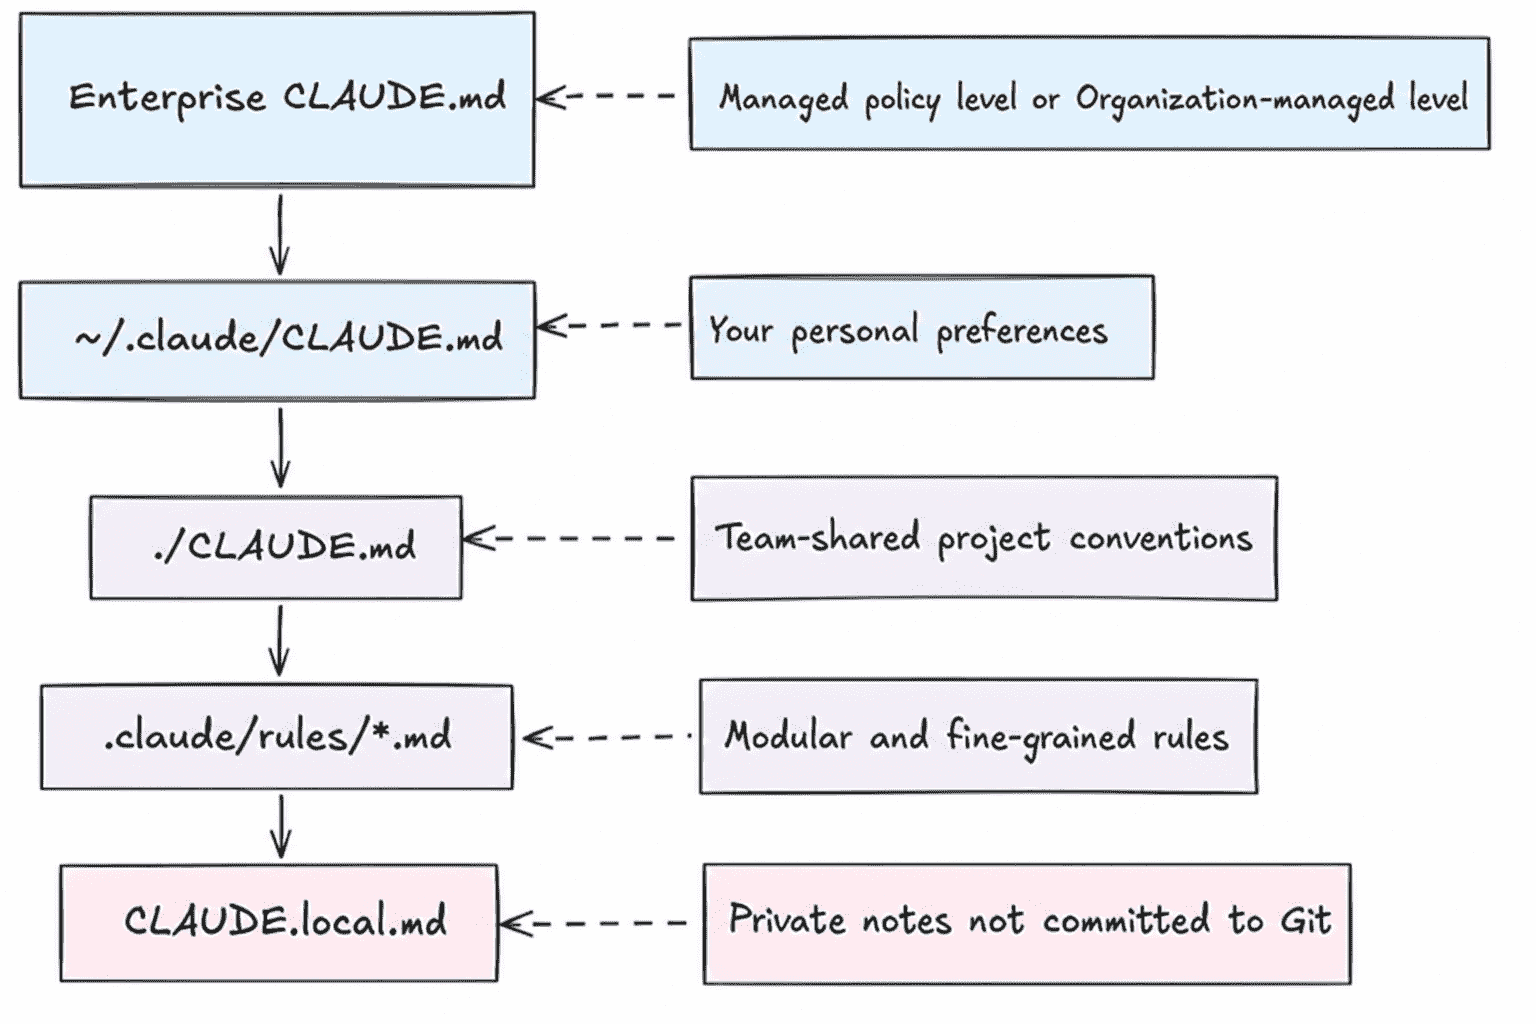 Enterprise CLAUDE.md
Managed policy level or Organization-managed level
~/.claude/CLAUDE.md
Your personal preferences
./CLAUDE.md
Team-shared project conventions
.claude/rules/*.md
Modular and fine-grained rules
CLAUDE.local.md
Private notes not committed to Git